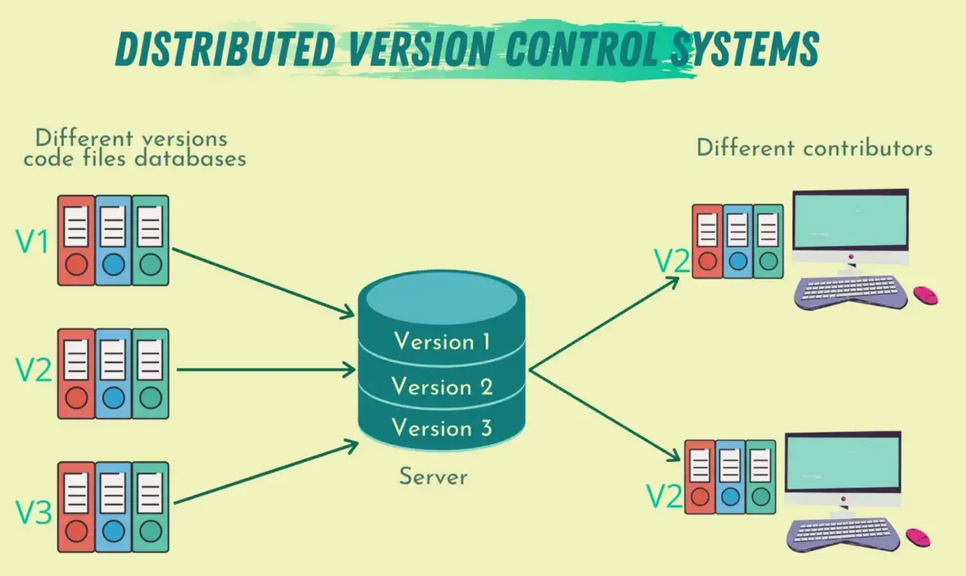 DISTRIBUTED VERSION CONTROL SYSTEMS
Different versions
code files databases
Different contributors
V1
V2
V3
Version 1
Version 2
Version 3
Server
V2
V2